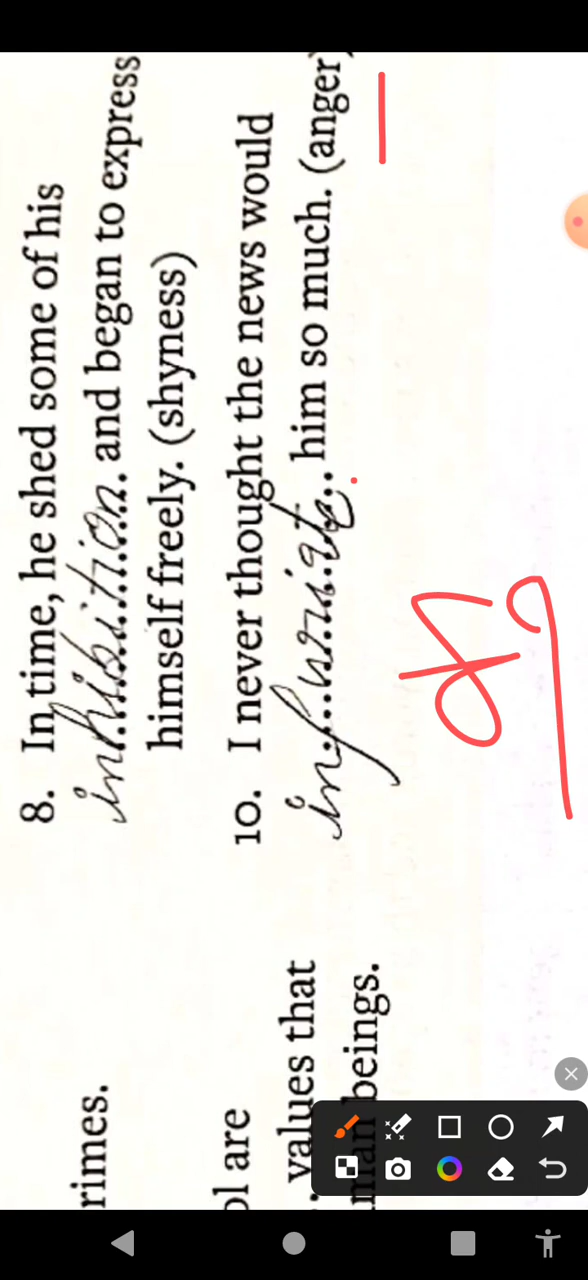 8. In time, he shed some of his
inhibition. and began to express
himself freely. (shyness)
10. I never thought the news would
infuriate.. him so much. (anger)
rimes.
ol are
values that
beings.